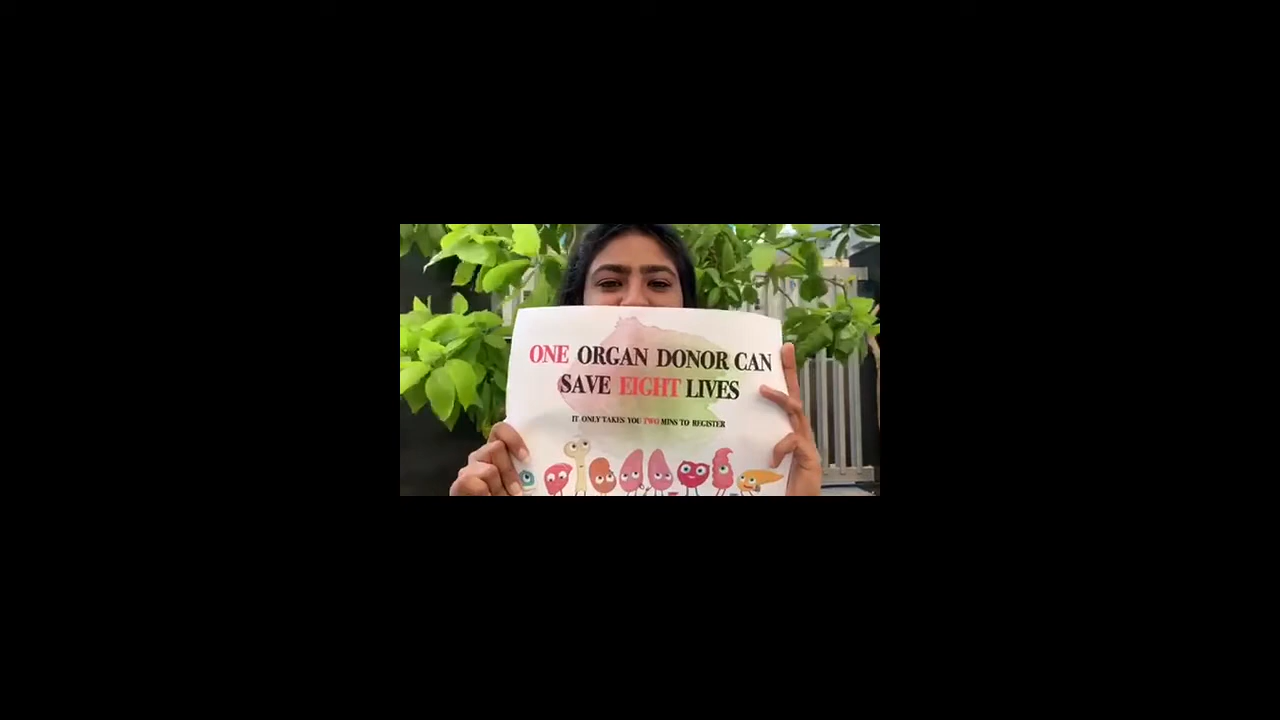 ONE ORGAN DONOR CAN
SAVE EIGHT LIVES
IT ONLY TAKES YOU TWO MINS TO REGISTER